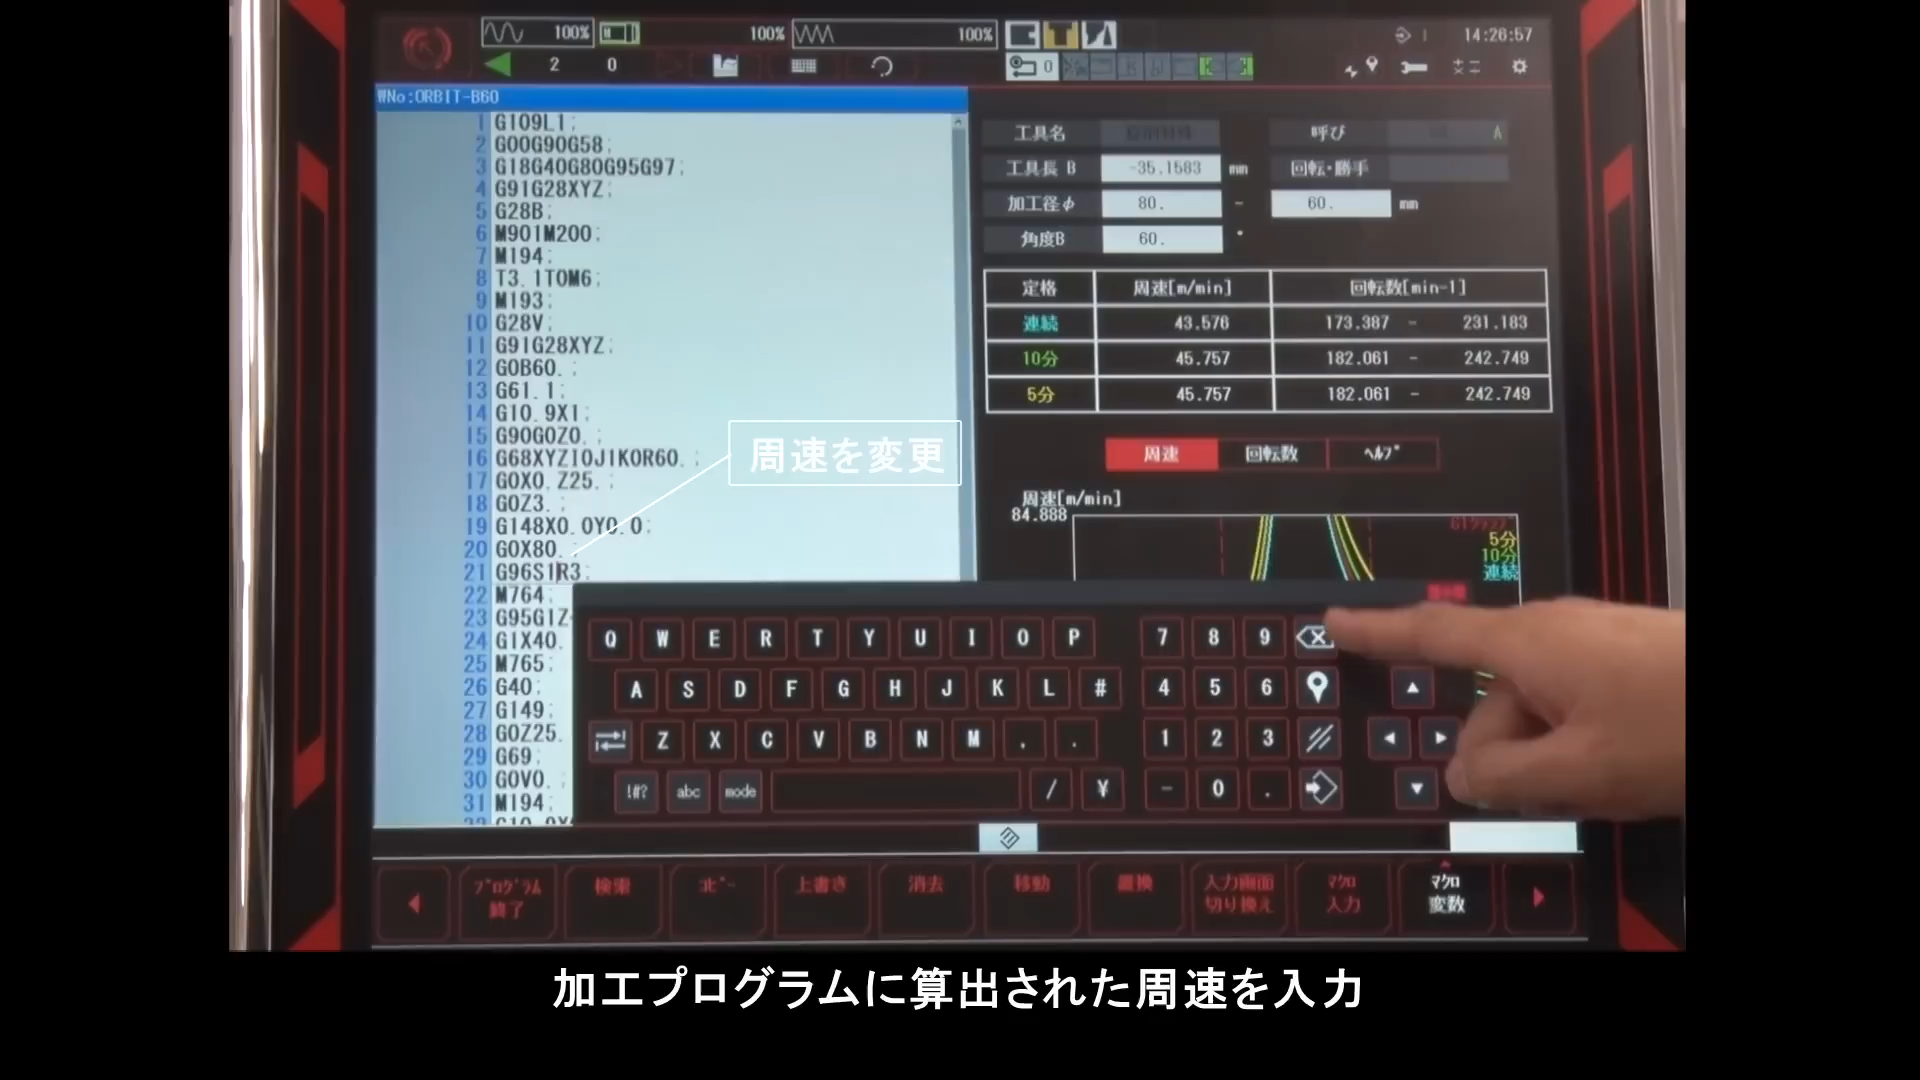 100%
100%
100%
14:26:57
2
0
0
WNo:ORBIT-B60
1 G109L1;
2 G00G90G58;
3 G18G40G80G95G97;
4 G91G28XYZ;
5 G28B;
6 M901M200;
7 M194;
8 T3.1T0M6;
9 M193;
10 G28V;
11 G91G28XYZ;
12 G0B60.;
13 G61.1;
14 G10.9X1;
15 G90G0Z0.;
16 G68XYZI0J1K0R60.;
17 G0X0.Z25.;
18 G0Z3.;
19 G148X0.0Y0.0;
20 G0X80.;
21 G96S1R3;
22 M764;
23 G95G1Z
24 G1X40.
25 M765;
26 G40;
27 G149;
28 G0Z25.
29 G69;
30 G0V0.;
31 M194;
周速を変更
工具名
呼び A
工具長 B -35.1583 mm
回転・勝手
加工径φ 80. - 60. mm
角度B 60. °
定格 周速[m/min] 回転数[min-1]
連続 43.576 173.387 - 231.183
10分 45.757 182.061 - 242.749
5分 45.757 182.061 - 242.749
周速 回転数 ﾍﾙﾌﾟ
周速[m/min]
84.888
5分
10分
連続
Q W E R T Y U I O P 7 8 9
A S D F G H J K L # 4 5 6
Z X C V B N M , . 1 2 3
!#? abc mode / ¥ - 0 .
ﾌﾟﾛｸﾞﾗﾑ
終了
検索
ｺﾋﾟｰ
上書き
消去
移動
置換
入力画面
切り換え
ﾏｸﾛ
入力
ﾏｸﾛ
変数
加工プログラムに算出された周速を入力